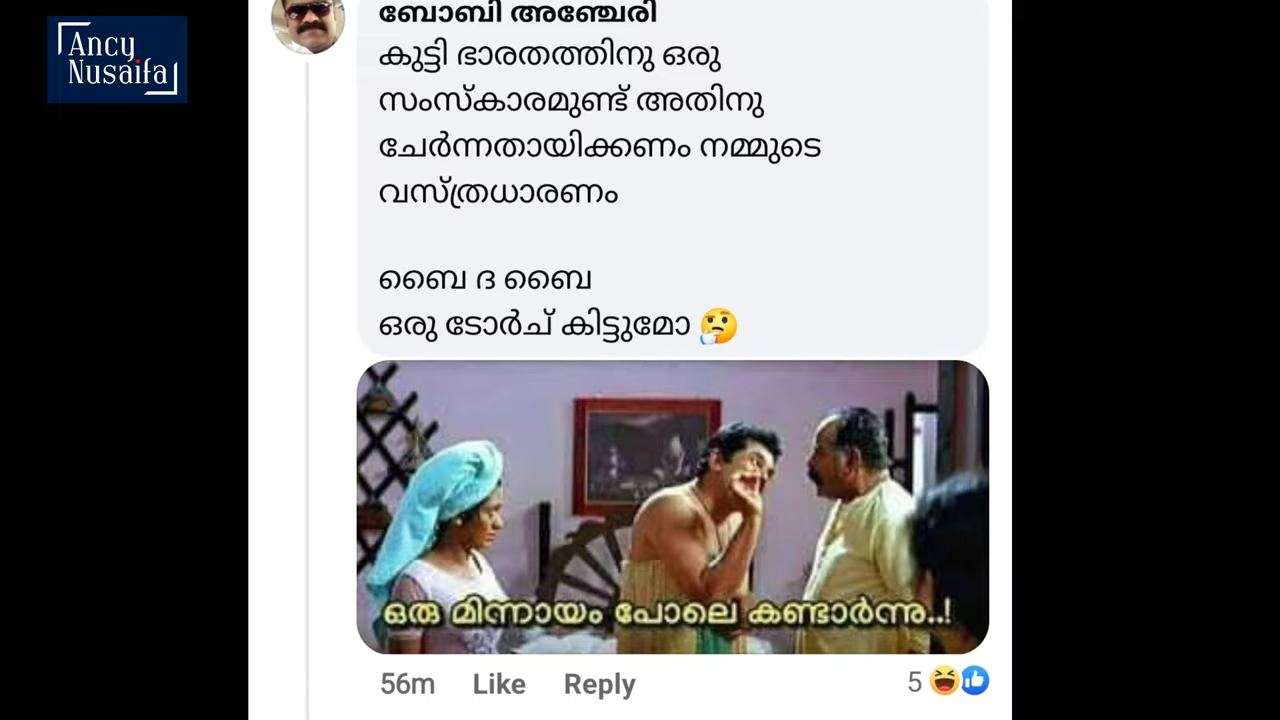 Ancy
Nusaifa
ബോബി അഞ്ചേരി
കുട്ടി ഭാരതത്തിനു ഒരു
സംസ്കാരമുണ്ട് അതിനു
ചേർന്നതായിക്കണം നമ്മുടെ
വസ്ത്രധാരണം
ബൈ ദ ബൈ
ഒരു ടോർച് കിട്ടുമോ 🤔
ഒരു മിന്നായം പോലെ കണ്ടാർന്നു..!
56m Like Reply 5